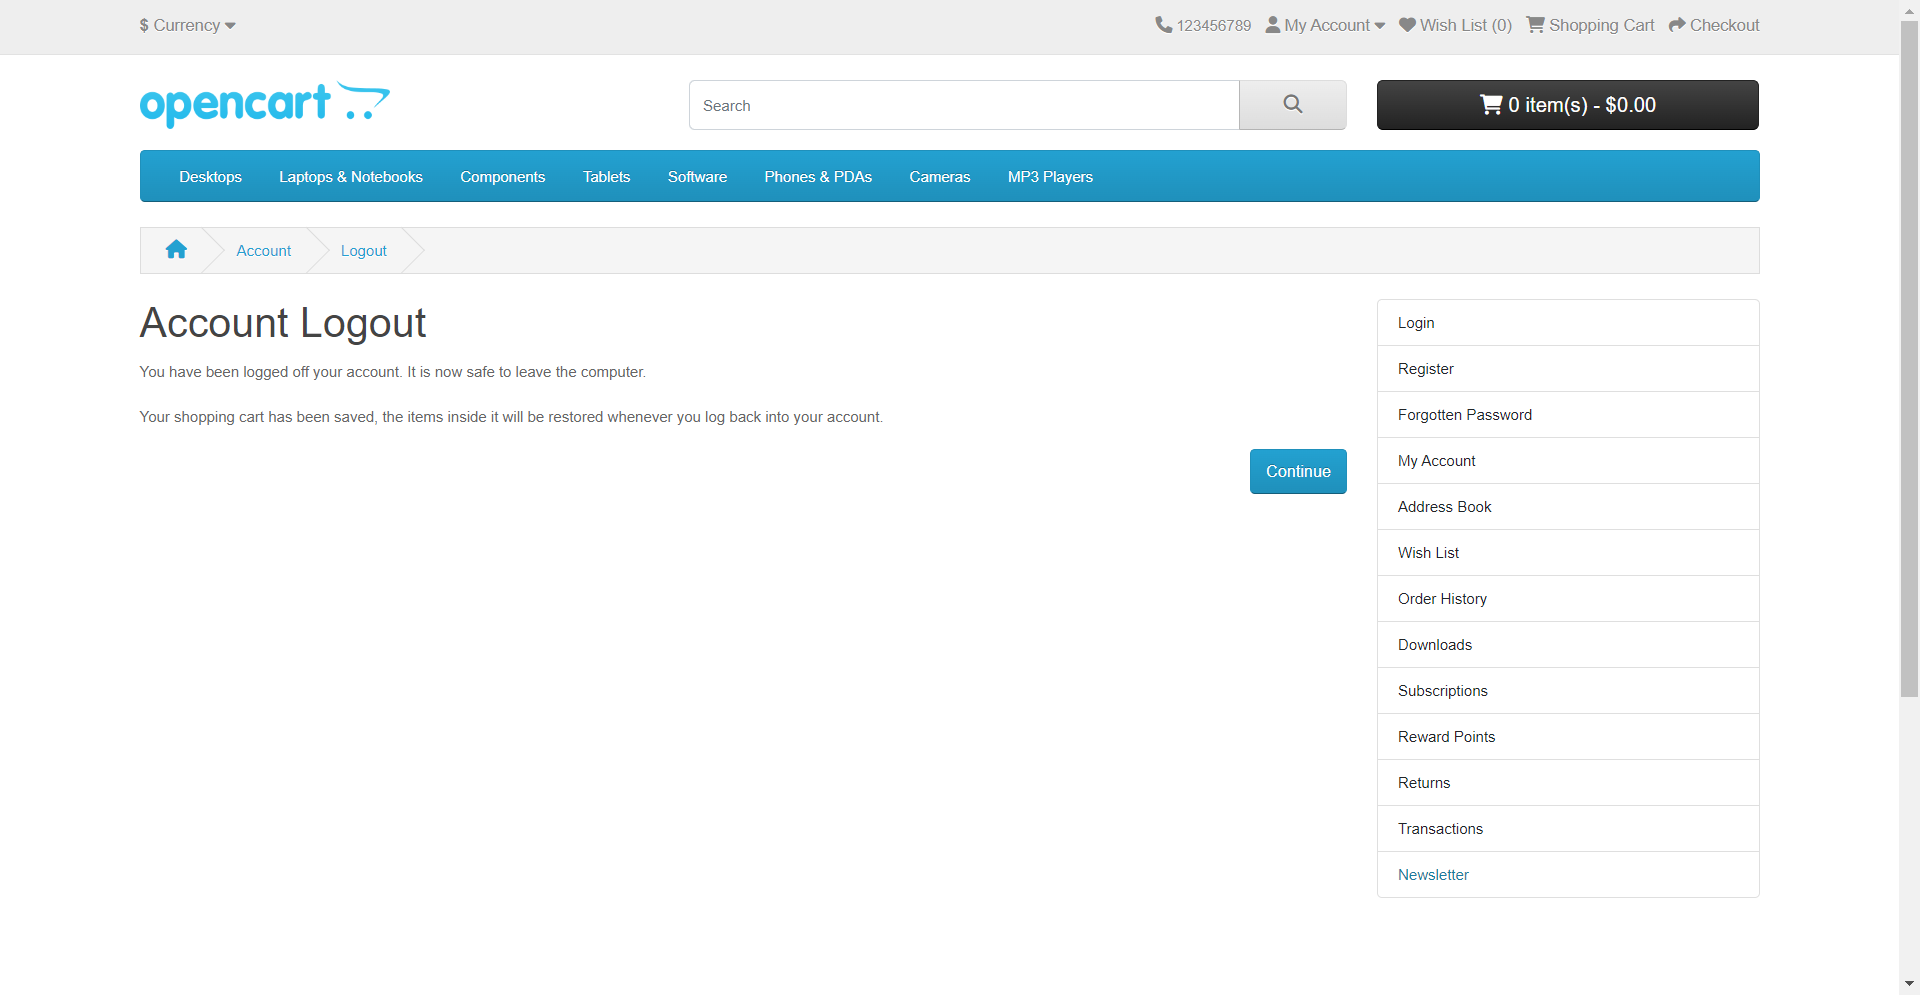 $ Currency
123456789 My Account Wish List (0) Shopping Cart Checkout
opencart
Search
0 item(s) - $0.00
Desktops Laptops & Notebooks Components Tablets Software Phones & PDAs Cameras MP3 Players
Account Logout
Account Logout
You have been logged off your account. It is now safe to leave the computer.
Your shopping cart has been saved, the items inside it will be restored whenever you log back into your account.
Continue
Login
Register
Forgotten Password
My Account
Address Book
Wish List
Order History
Downloads
Subscriptions
Reward Points
Returns
Transactions
Newsletter